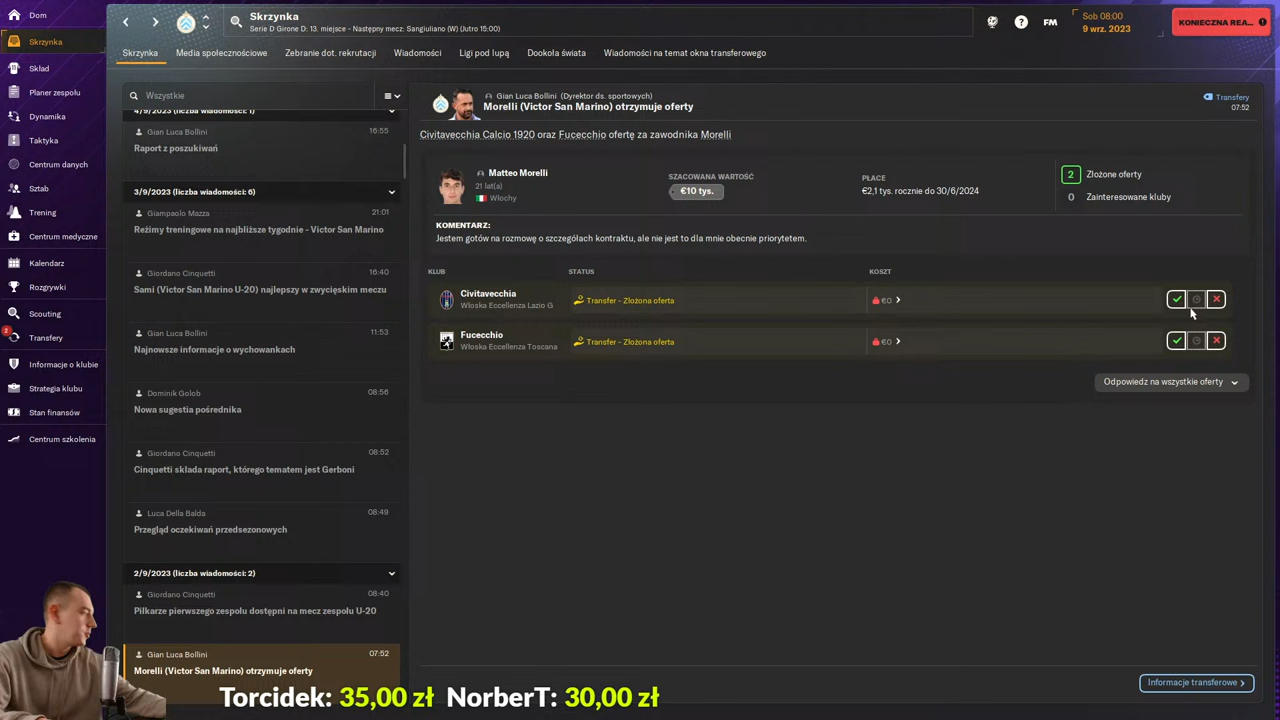 Dom
Skrzynka
Skład
Planer zespołu
Dynamika
Taktyka
Centrum danych
Sztab
Trening
Centrum medyczne
Kalendarz
Rozgrywki
Scouting
2
Transfery
Informacje o klubie
Strategia klubu
Stan finansów
Centrum szkolenia
Skrzynka
Serie D Girone D: 13. miejsce - Następny mecz: Sangiuliano (W) (Jutro 15:00)
FM
Sob 08:00
9 wrz. 2023
KONIECZNA REA...
Skrzynka Media społecznościowe Zebranie dot. rekrutacji Wiadomości Ligi pod lupą Dookoła świata Wiadomości na temat okna transferowego
Wszystkie
4/9/2023 (liczba wiadomości: 1)
Gian Luca Bollini 16:55
Raport z poszukiwań
3/9/2023 (liczba wiadomości: 6)
Giampaolo Mazza 21:01
Reżimy treningowe na najbliższe tygodnie - Victor San Marino
Giordano Cinquetti 16:40
Sami (Victor San Marino U-20) najlepszy w zwycięskim meczu
Gian Luca Bollini 11:53
Najnowsze informacje o wychowankach
Dominik Golob 08:56
Nowa sugestia pośrednika
Giordano Cinquetti 08:52
Cinquetti składa raport, którego tematem jest Gerboni
Luca Della Balda 08:49
Przegląd oczekiwań przedsezonowych
2/9/2023 (liczba wiadomości: 2)
Giordano Cinquetti 08:40
Piłkarze pierwszego zespołu dostępni na mecz zespołu U-20
Gian Luca Bollini 07:52
Morelli (Victor San Marino) otrzymuje oferty
Gian Luca Bollini (Dyrektor ds. sportowych)
Morelli (Victor San Marino) otrzymuje oferty
Transfery
07:52
Civitavecchia Calcio 1920 oraz Fucecchio ofertę za zawodnika Morelli
Matteo Morelli
21 lat(a)
Włochy
SZACOWANA WARTOŚĆ
€10 tys.
PŁACE
€2,1 tys. rocznie do 30/6/2024
2 Złożone oferty
0 Zainteresowane kluby
KOMENTARZ:
Jestem gotów na rozmowę o szczegółach kontraktu, ale nie jest to dla mnie obecnie priorytetem.
KLUB STATUS KOSZT
Civitavecchia
Włoska Eccellenza Lazio G
Transfer - Złożona oferta
€0
Fucecchio
Włoska Eccellenza Toscana
Transfer - Złożona oferta
€0
Odpowiedz na wszystkie oferty
Informacje transferowe
Torcidek: 35,00 zł NorberT: 30,00 zł